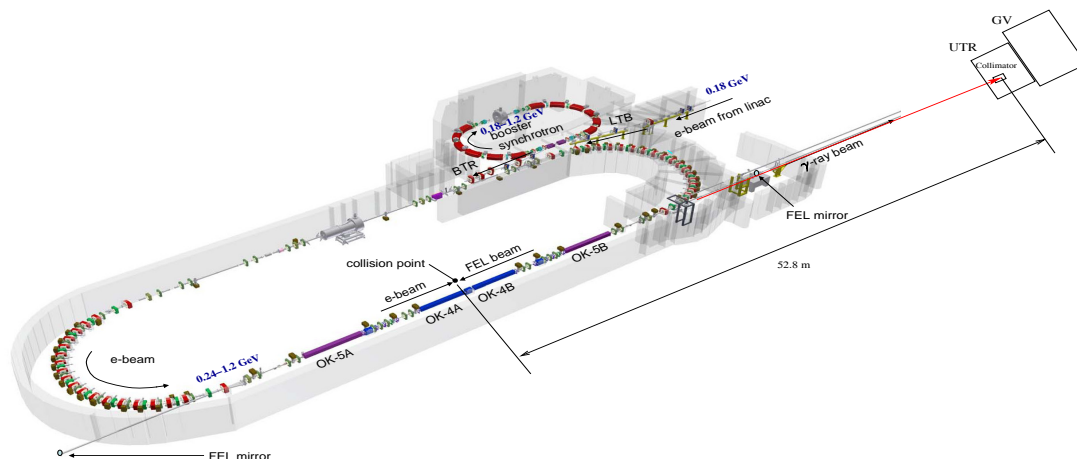 GV
UTR
Collimator
0.18 GeV
0.18–1.2 GeV
LTB
e-beam from linac
booster
synchrotron
BTR
γ-ray beam
FEL mirror
52.8 m
OK-5B
FEL beam
collision point
e-beam
OK-4B
OK-4A
OK-5A
e-beam
0.24–1.2 GeV
FEL mirror